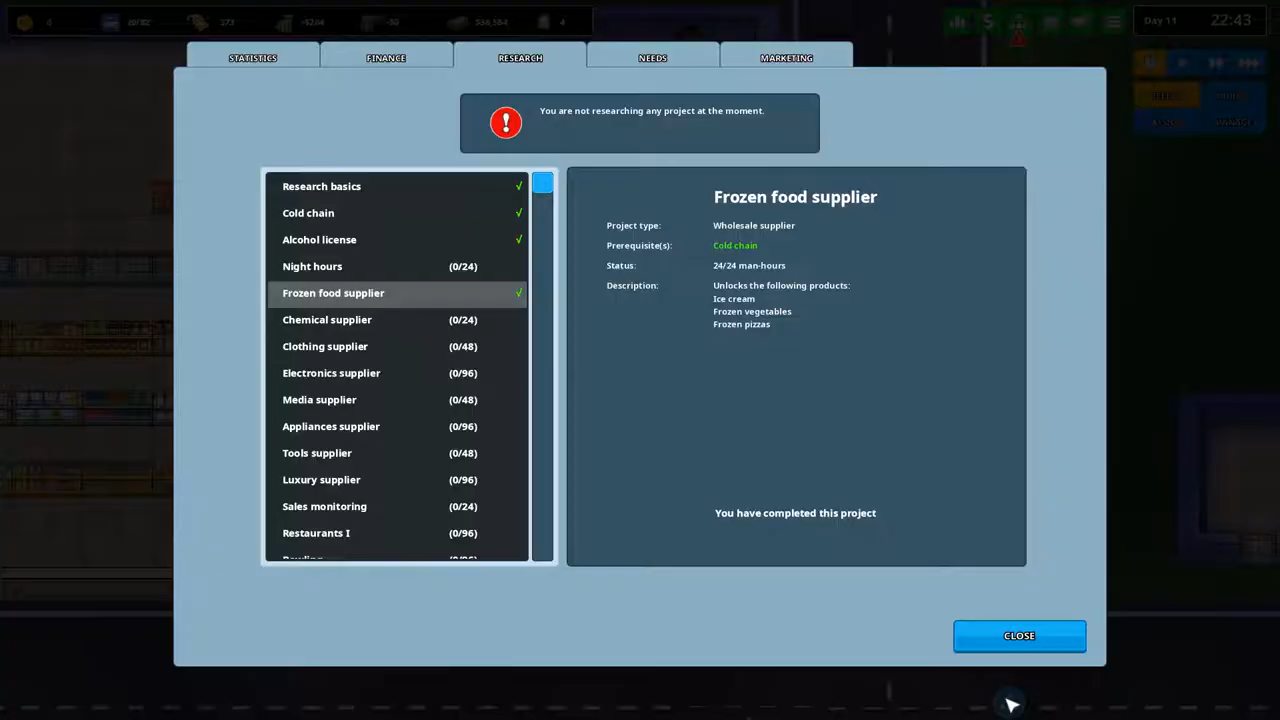 Day 11
22:43
STATISTICS
FINANCE
RESEARCH
NEEDS
MARKETING
You are not researching any project at the moment.
Research basics √
Cold chain √
Alcohol license √
Night hours (0/24)
Frozen food supplier √
Chemical supplier (0/24)
Clothing supplier (0/48)
Electronics supplier (0/96)
Media supplier (0/48)
Appliances supplier (0/96)
Tools supplier (0/48)
Luxury supplier (0/96)
Sales monitoring (0/24)
Restaurants I (0/96)
Frozen food supplier
Project type: Wholesale supplier
Prerequisite(s): Cold chain
Status: 24/24 man-hours
Description: Unlocks the following products:
Ice cream
Frozen vegetables
Frozen pizzas
You have completed this project
CLOSE